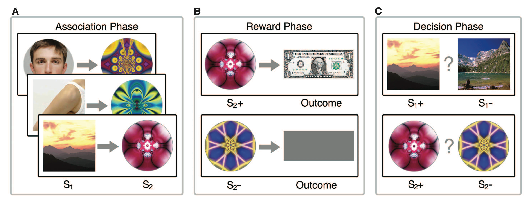 A Association Phase
S1 S2
B Reward Phase
S2+ Outcome
S2- Outcome
C Decision Phase
?
S1+ S1-
?
S2+ S2-